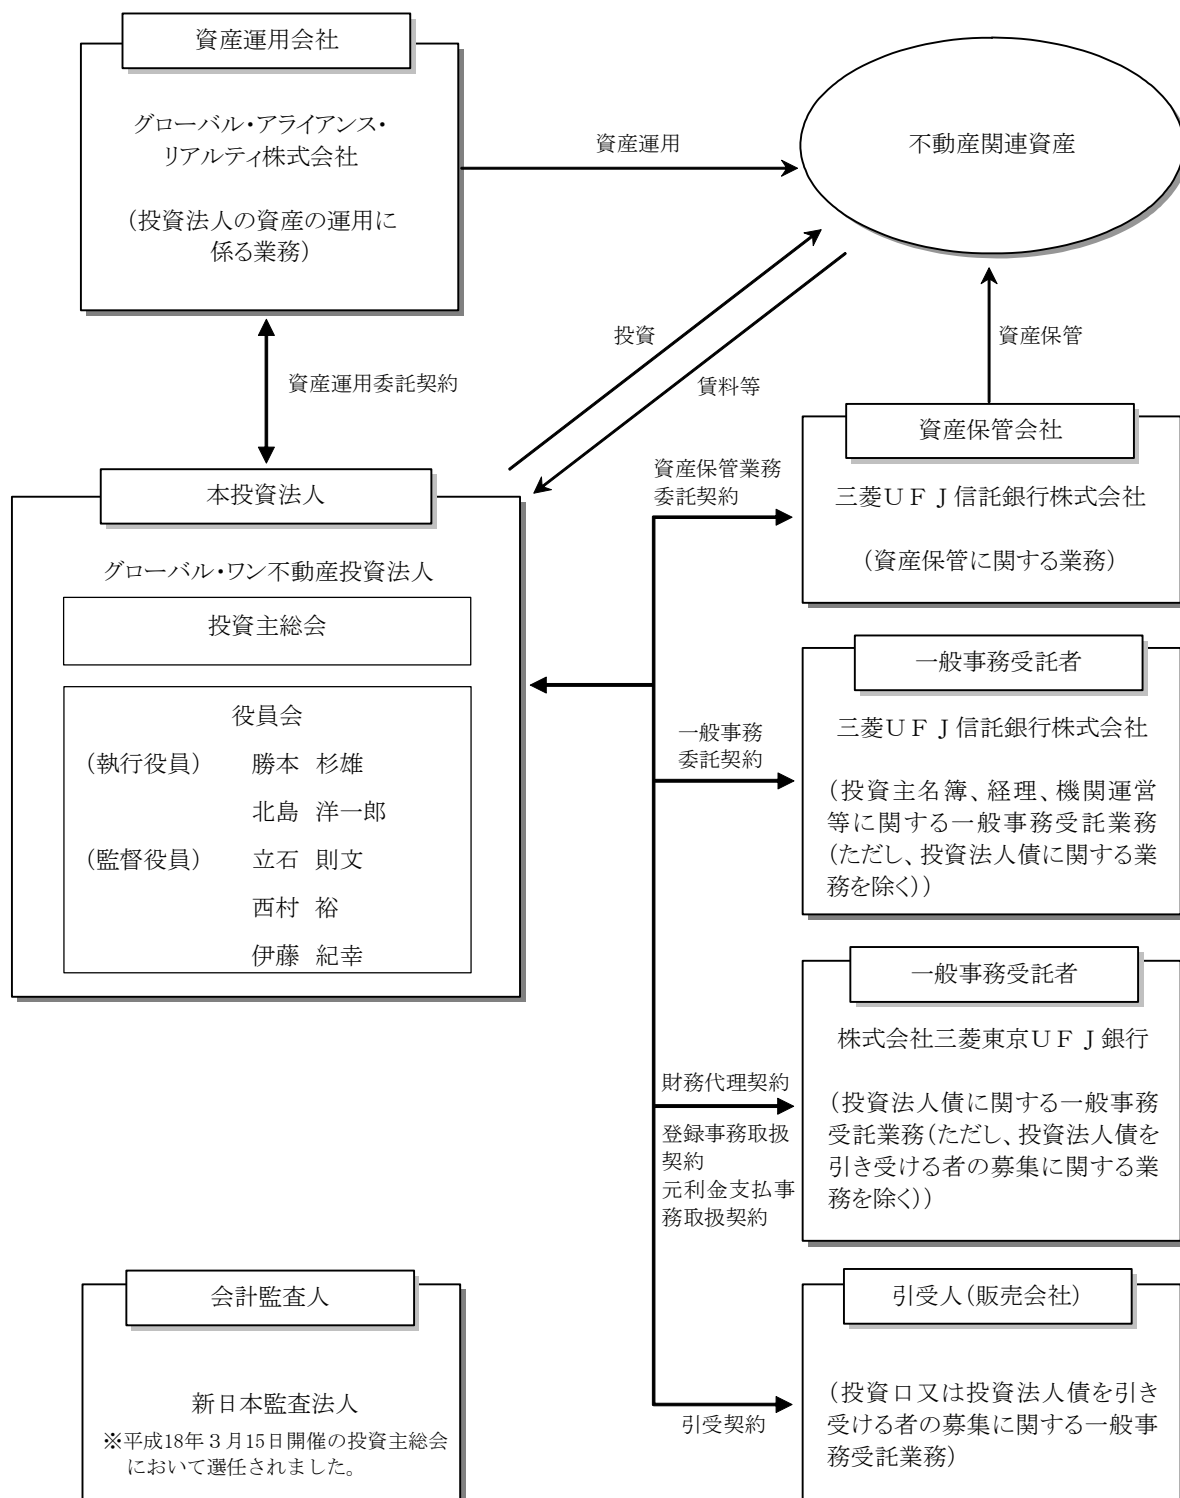 資産運用会社
グローバル・アライアンス・
リアルティ株式会社
（投資法人の資産の運用に
係る業務）
資産運用
不動産関連資産
投資
賃料等
資産保管
資産運用委託契約
本投資法人
グローバル・ワン不動産投資法人
投資主総会
役員会
（執行役員） 勝本 杉雄
北島 洋一郎
（監督役員） 立石 則文
西村 裕
伊藤 紀幸
資産保管業務
委託契約
資産保管会社
三菱ＵＦＪ信託銀行株式会社
（資産保管に関する業務）
一般事務
委託契約
一般事務受託者
三菱ＵＦＪ信託銀行株式会社
（投資主名簿、経理、機関運営
等に関する一般事務受託業務
（ただし、投資法人債に関する業
務を除く））
財務代理契約
登録事務取扱
契約
元利金支払事
務取扱契約
一般事務受託者
株式会社三菱東京ＵＦＪ銀行
（投資法人債に関する一般事務
受託業務（ただし、投資法人債を
引き受ける者の募集に関する業
務を除く））
引受契約
引受人（販売会社）
（投資口又は投資法人債を引き
受ける者の募集に関する一般事
務受託業務）
会計監査人
新日本監査法人
※平成18年３月15日開催の投資主総会
において選任されました。